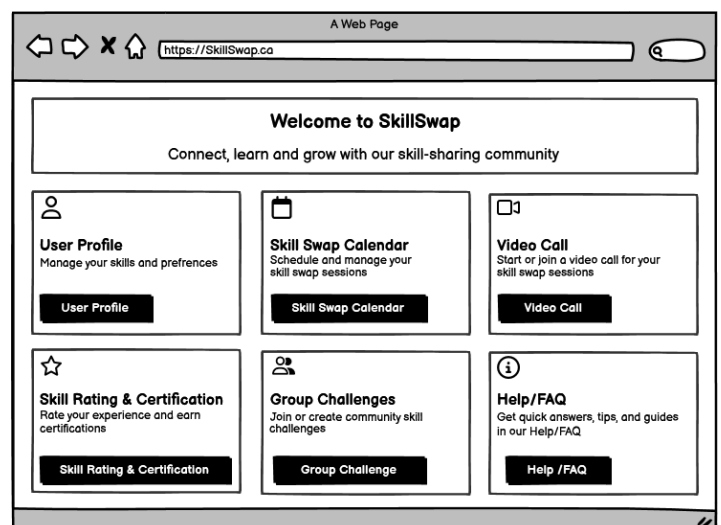 A Web Page
https://SkillSwap.ca
Welcome to SkillSwap
Connect, learn and grow with our skill-sharing community
User Profile
Manage your skills and prefrences
User Profile
Skill Swap Calendar
Schedule and manage your
skill swap sessions
Skill Swap Calendar
Video Call
Start or join a video call for your
skill swap sessions
Video Call
Skill Rating & Certification
Rate your experience and earn
certifications
Skill Rating & Certification
Group Challenges
Join or create community skill
challenges
Group Challenge
Help/FAQ
Get quick answers, tips, and guides
in our Help/FAQ
Help /FAQ